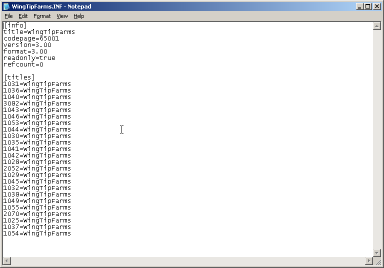 WingTipFarms.INF - Notepad
File Edit Format View Help
[info]
title=WingTipFarms
codepage=65001
version=3.00
format=3.00
readonly=true
refcount=0
[titles]
1031=WingTipFarms
1036=WingTipFarms
1040=WingTipFarms
3082=WingTipFarms
1043=WingTipFarms
1046=WingTipFarms
1053=WingTipFarms
1044=WingTipFarms
1030=WingTipFarms
1035=WingTipFarms
1041=WingTipFarms
1042=WingTipFarms
1028=WingTipFarms
2052=WingTipFarms
1029=WingTipFarms
1045=WingTipFarms
1032=WingTipFarms
1038=WingTipFarms
1049=WingTipFarms
1055=WingTipFarms
2070=WingTipFarms
1025=WingTipFarms
1037=WingTipFarms
1054=WingTipFarms